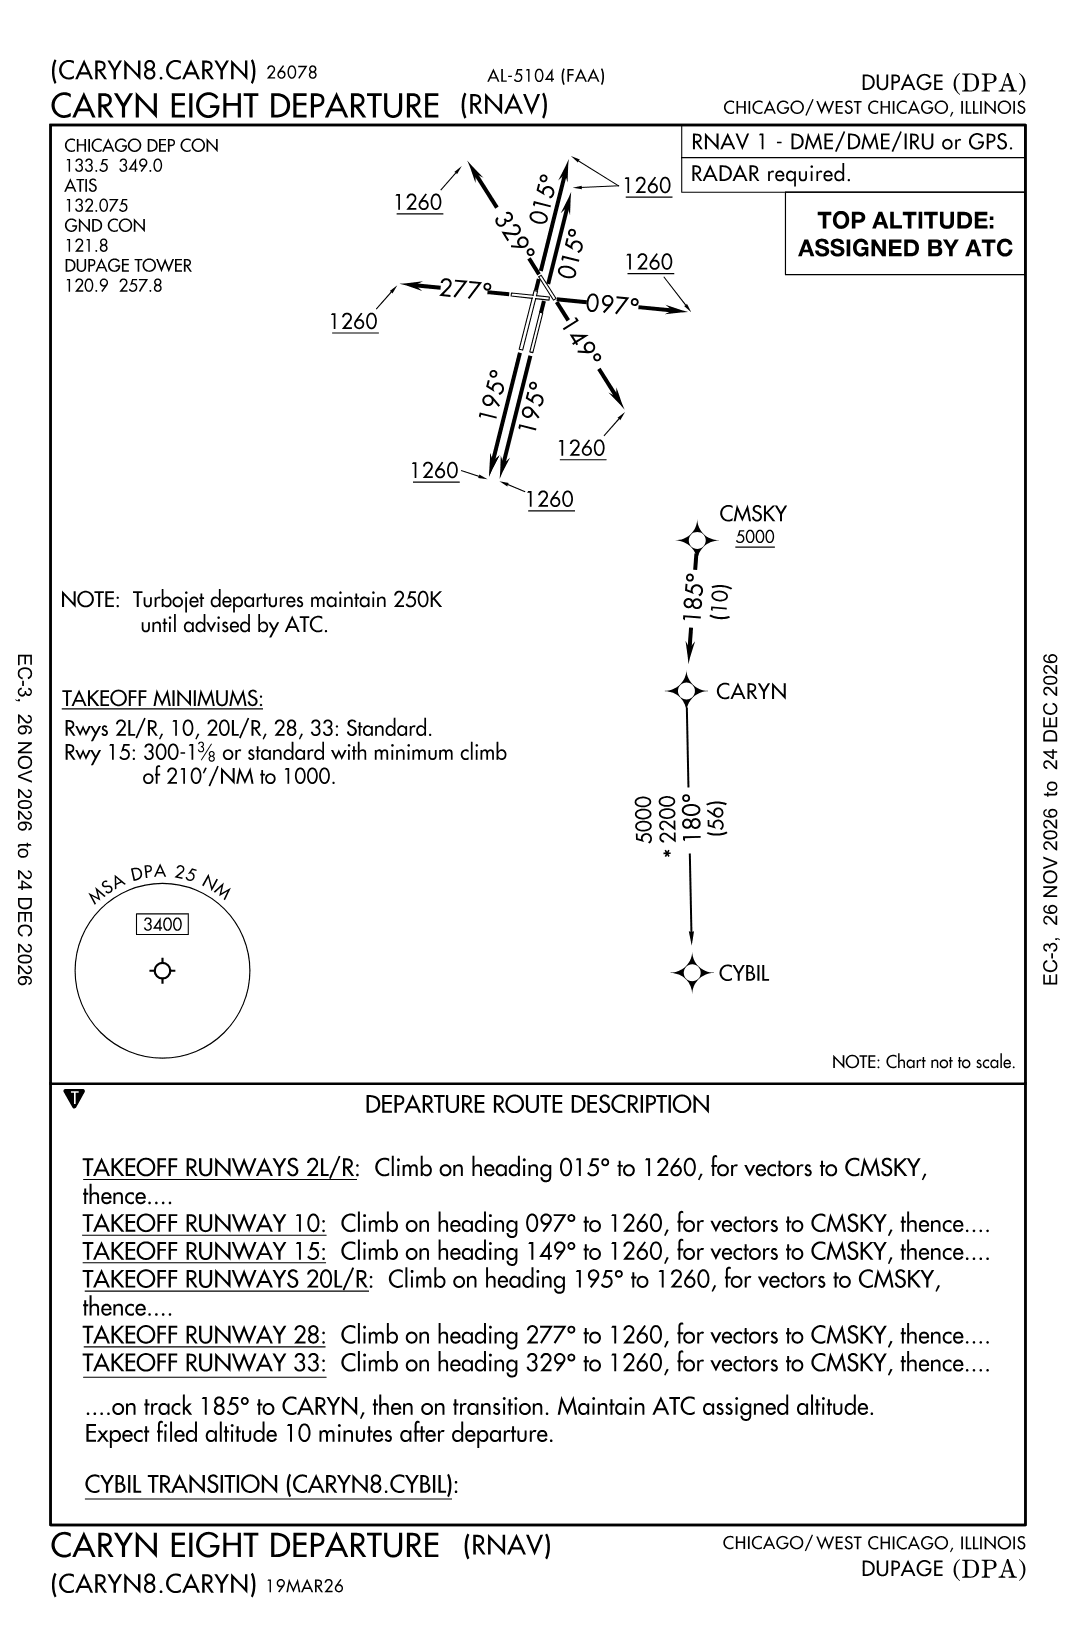 (CARYN8.CARYN) 26078
AL-5104 (FAA)
DUPAGE (DPA)
CARYN EIGHT DEPARTURE (RNAV)
CHICAGO/WEST CHICAGO, ILLINOIS
CHICAGO DEP CON
133.5 349.0
ATIS
132.075
GND CON
121.8
DUPAGE TOWER
120.9 257.8
RNAV 1 - DME/DME/IRU or GPS.
RADAR required.
TOP ALTITUDE:
ASSIGNED BY ATC
1260
329°
015°
015°
1260
1260
277°
097°
1260
149°
195°
195°
1260
1260
1260
CMSKY
5000
185°
(10)
CARYN
5000
*2200
180°
(56)
CYBIL
NOTE: Turbojet departures maintain 250K
until advised by ATC.
TAKEOFF MINIMUMS:
Rwys 2L/R, 10, 20L/R, 28, 33: Standard.
Rwy 15: 300-1⅜ or standard with minimum climb
of 210'/NM to 1000.
MSA DPA 25 NM
3400
NOTE: Chart not to scale.
EC-3, 26 NOV 2026 to 24 DEC 2026
EC-3, 26 NOV 2026 to 24 DEC 2026
T
DEPARTURE ROUTE DESCRIPTION
TAKEOFF RUNWAYS 2L/R: Climb on heading 015° to 1260, for vectors to CMSKY,
thence....
TAKEOFF RUNWAY 10: Climb on heading 097° to 1260, for vectors to CMSKY, thence....
TAKEOFF RUNWAY 15: Climb on heading 149° to 1260, for vectors to CMSKY, thence....
TAKEOFF RUNWAYS 20L/R: Climb on heading 195° to 1260, for vectors to CMSKY,
thence....
TAKEOFF RUNWAY 28: Climb on heading 277° to 1260, for vectors to CMSKY, thence....
TAKEOFF RUNWAY 33: Climb on heading 329° to 1260, for vectors to CMSKY, thence....
....on track 185° to CARYN, then on transition. Maintain ATC assigned altitude.
Expect filed altitude 10 minutes after departure.
CYBIL TRANSITION (CARYN8.CYBIL):
CARYN EIGHT DEPARTURE (RNAV)
CHICAGO/WEST CHICAGO, ILLINOIS
(CARYN8.CARYN) 19MAR26
DUPAGE (DPA)